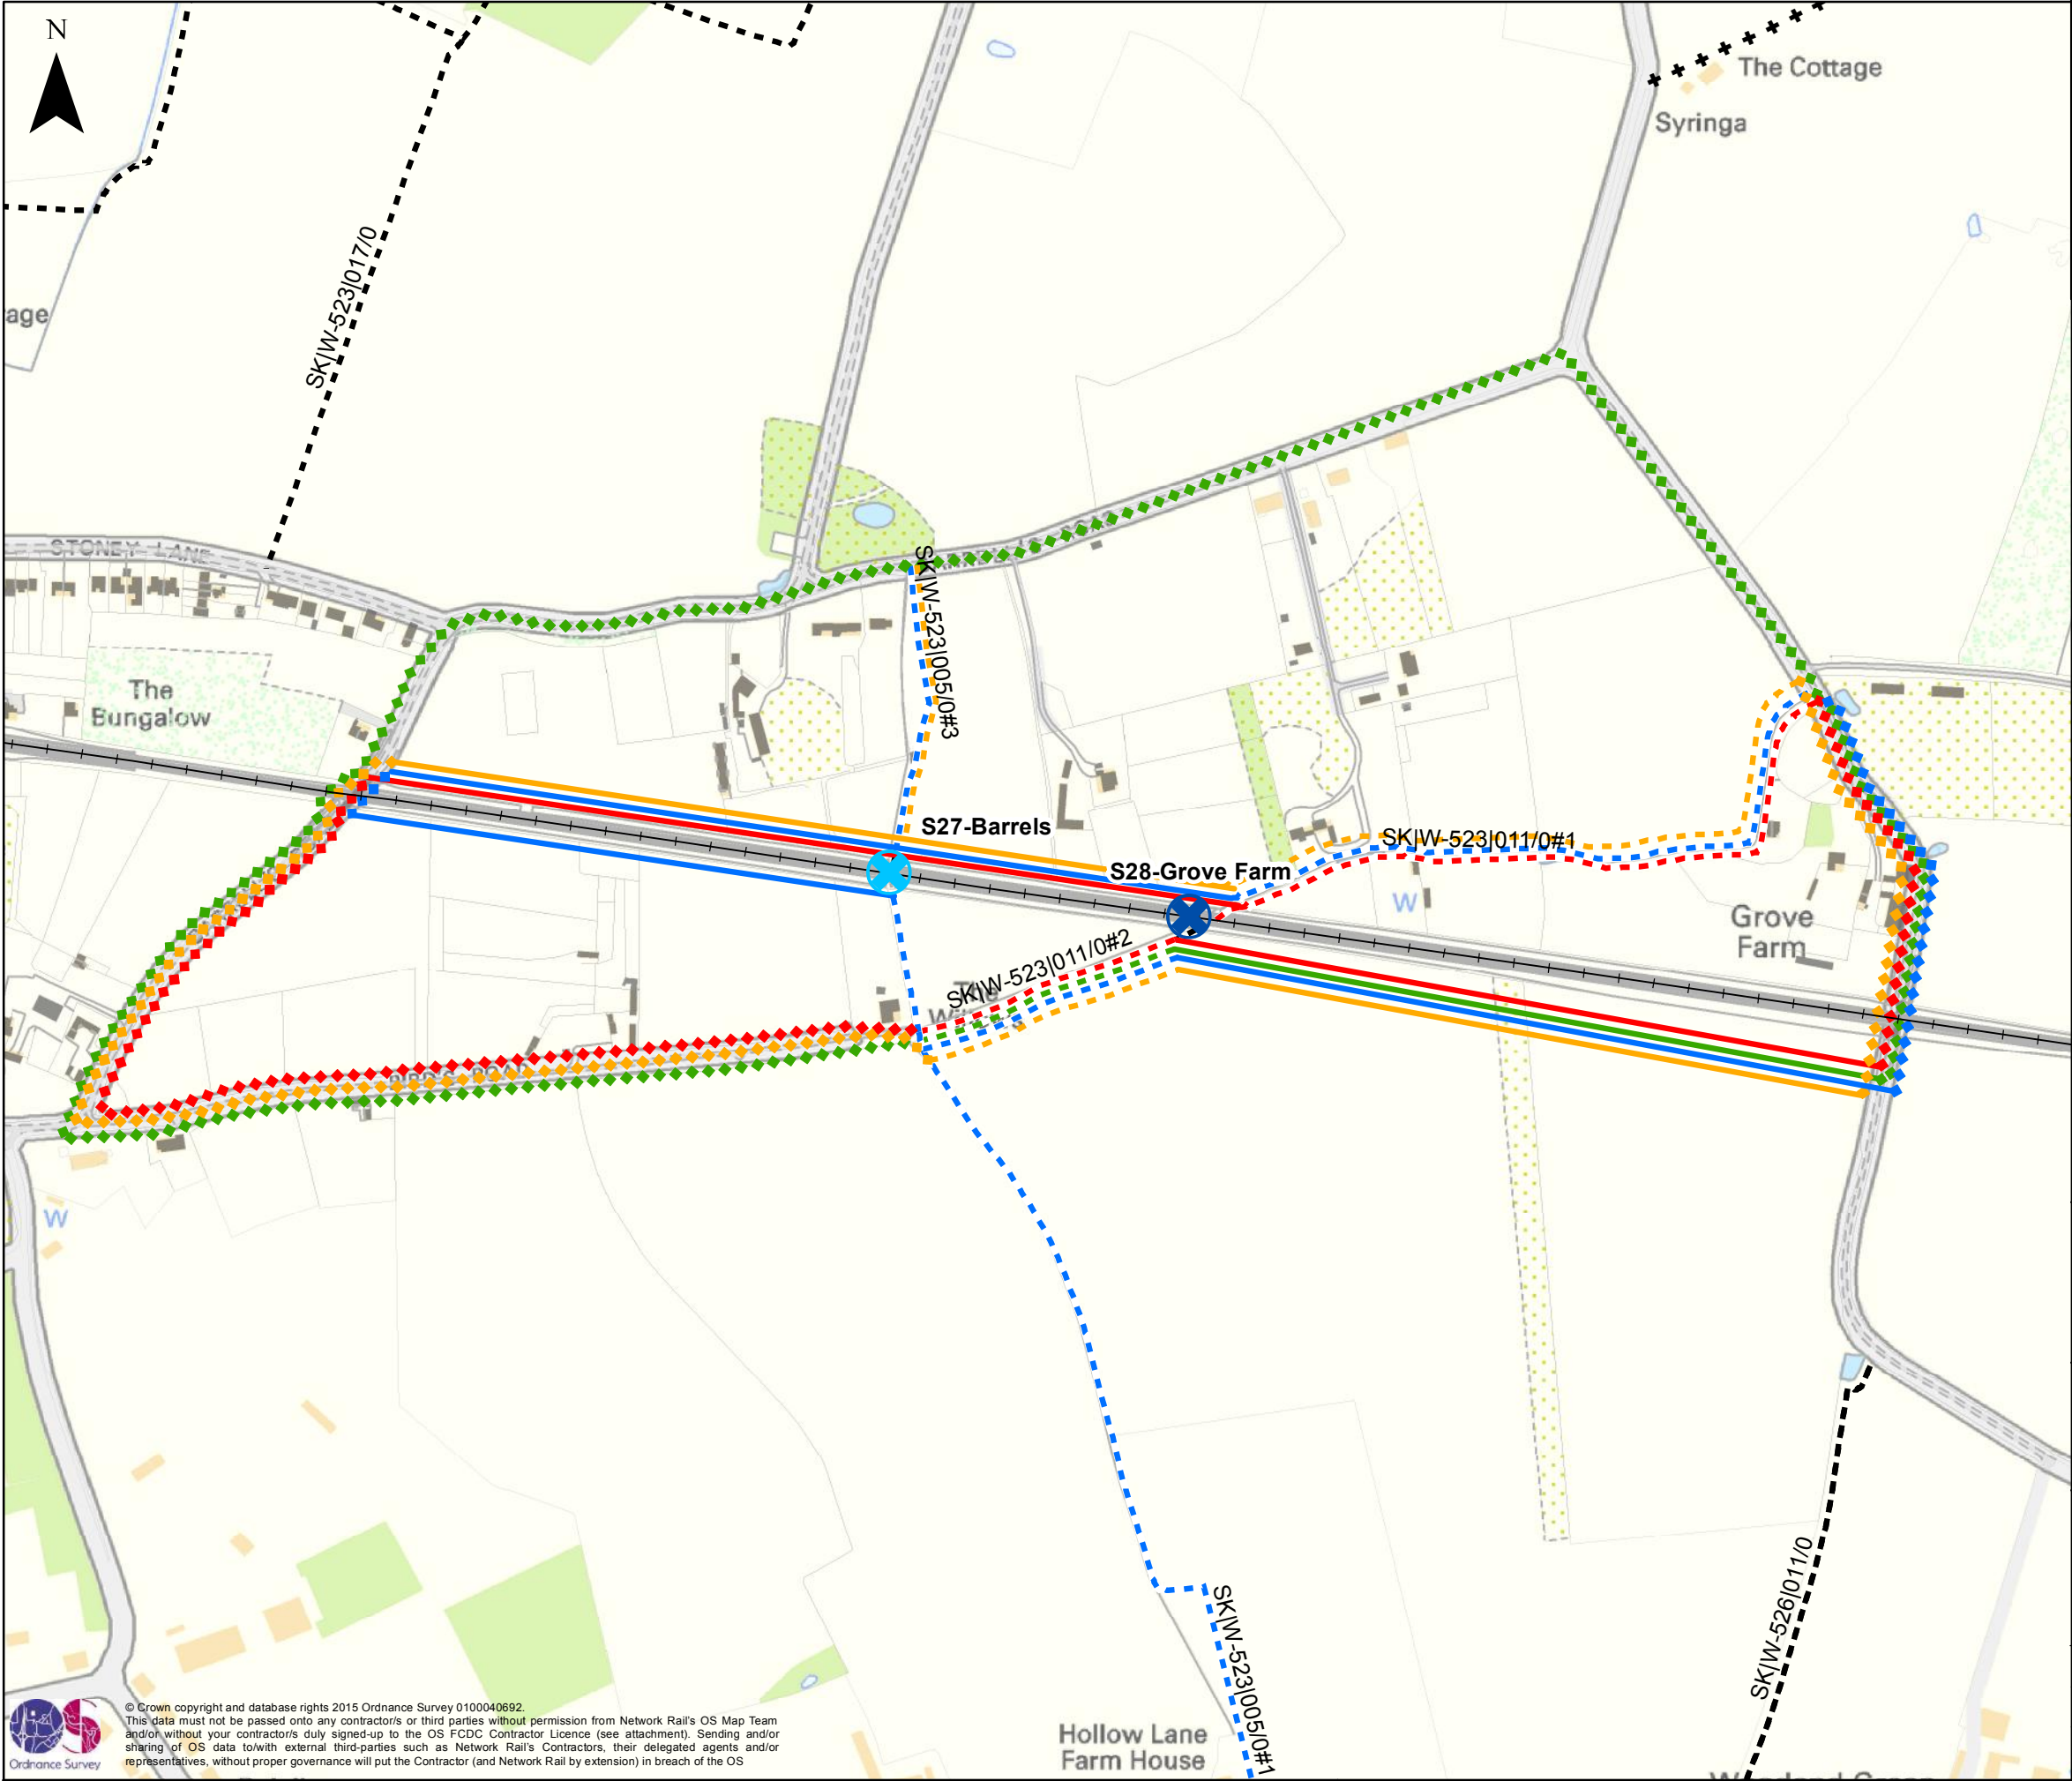 N
The Cottage
Syringa
SK|W-523|017/0
age
STONEY LANE
SK|W-523|005/0#3
The
Bungalow
S27-Barrels
SK|W-523|011/0#1
S28-Grove Farm
W
Grove
Farm
SK|W-523|011/0#2
The
ROAD
W
SK|W-526|011/0
SK|W-523|005/0#1
Hollow Lane
Farm House
Ordnance Survey
© Crown copyright and database rights 2015 Ordnance Survey 0100040692.
This data must not be passed onto any contractor/s or third parties without permission from Network Rail's OS Map Team
and/or without your contractor/s duly signed-up to the OS FCDC Contractor Licence (see attachment). Sending and/or
sharing of OS data to/with external third-parties such as Network Rail's Contractors, their delegated agents and/or
representatives, without proper governance will put the Contractor (and Network Rail by extension) in breach of the OS